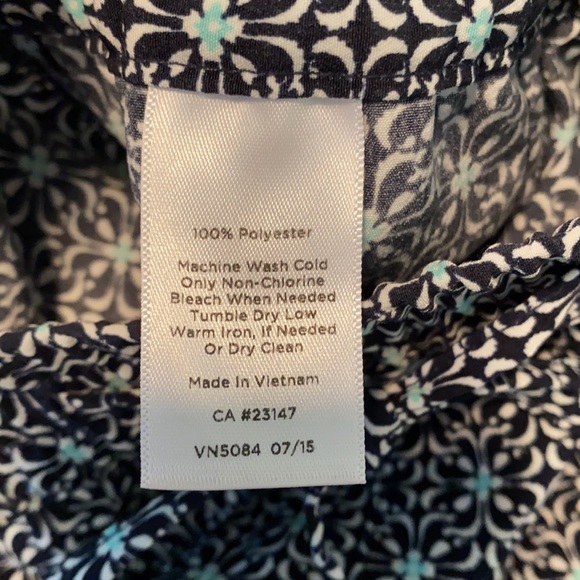 100% Polyester
Machine Wash Cold
Only Non-Chlorine
Bleach When Needed
Tumble Dry Low
Warm Iron, If Needed
Or Dry Clean
Made In Vietnam
CA #23147
VN5084 07/15